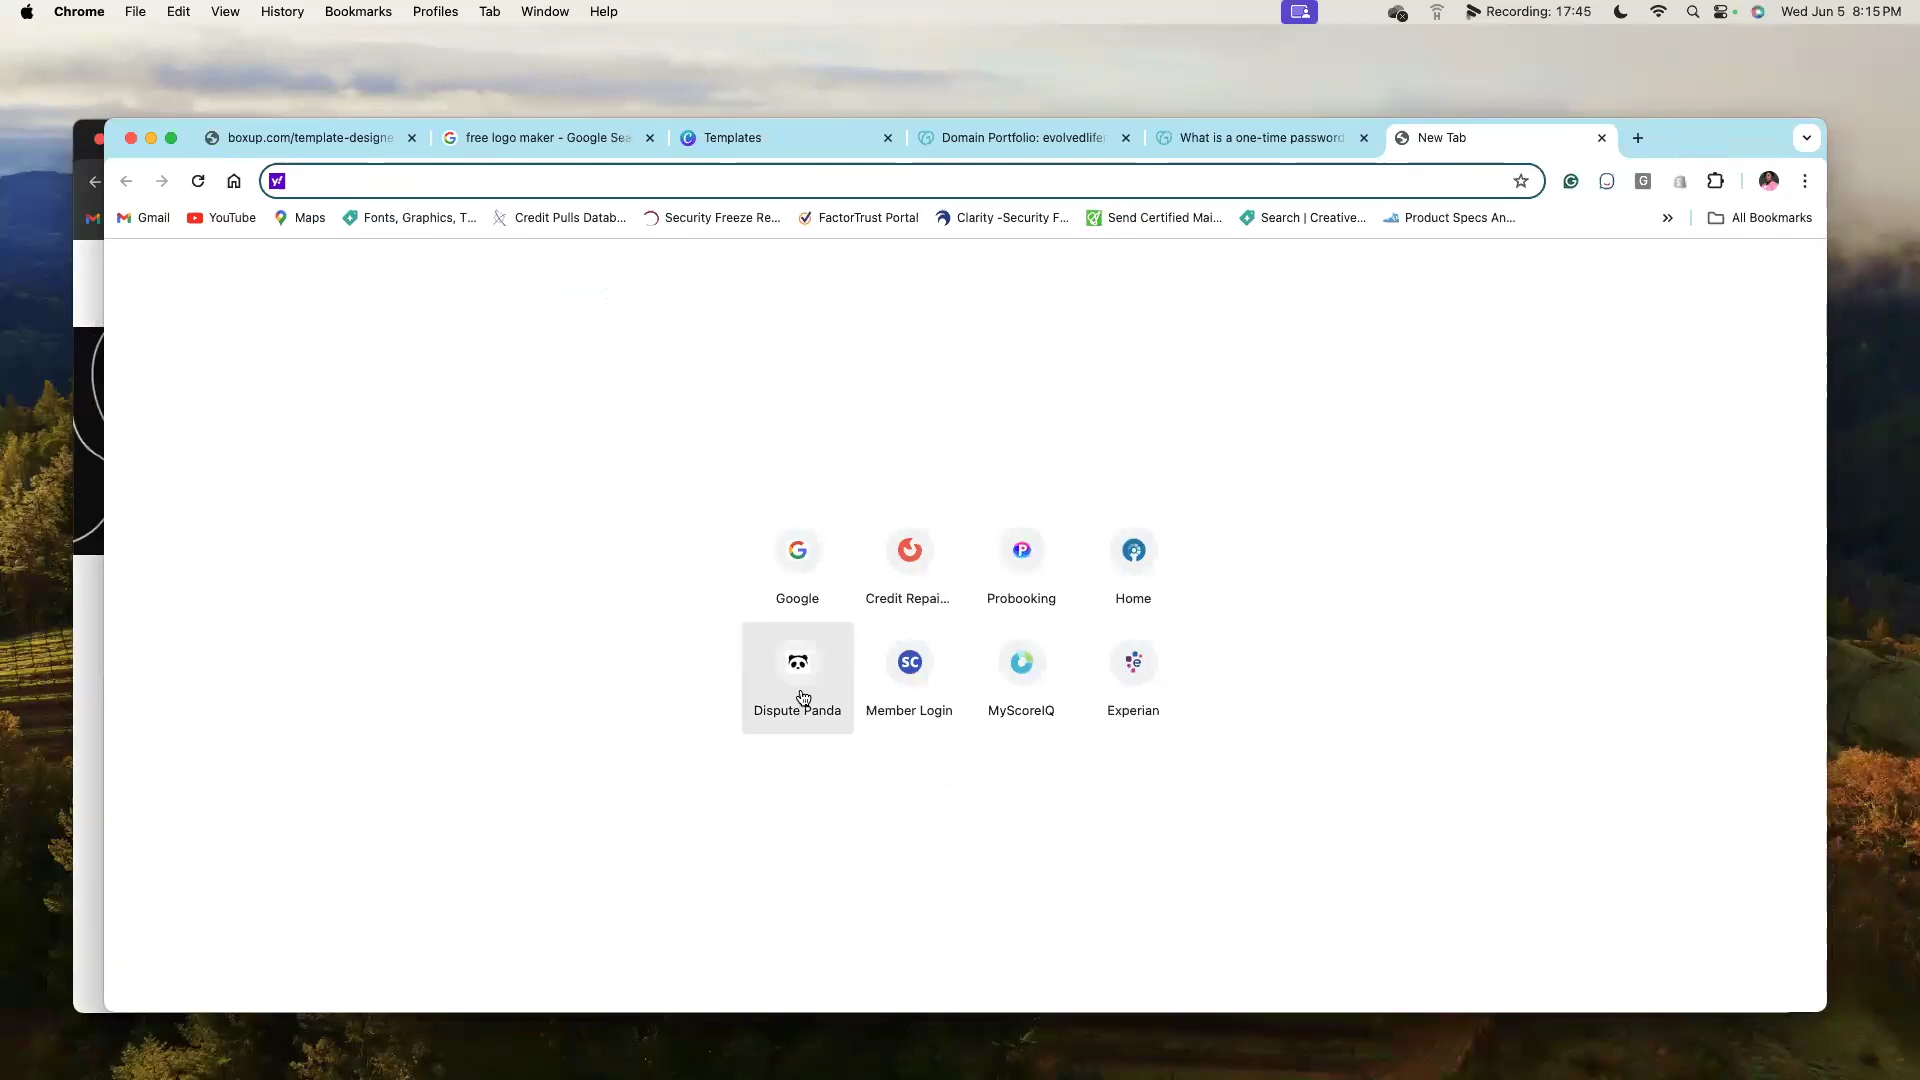 Chrome File Edit View History Bookmarks Profiles Tab Window Help Recording: 17:45 Wed Jun 5 8:15 PM
boxup.com/template-designe free logo maker - Google Sea Templates Domain Portfolio: evolvedlife What is a one-time password New Tab
y!
Gmail YouTube Maps Fonts, Graphics, T... Credit Pulls Datab... Security Freeze Re... FactorTrust Portal Clarity -Security F... Send Certified Mai... Search | Creative... Product Specs An... » All Bookmarks
Google Credit Repai... Probooking Home
SC
Dispute Panda Member Login MyScoreIQ Experian